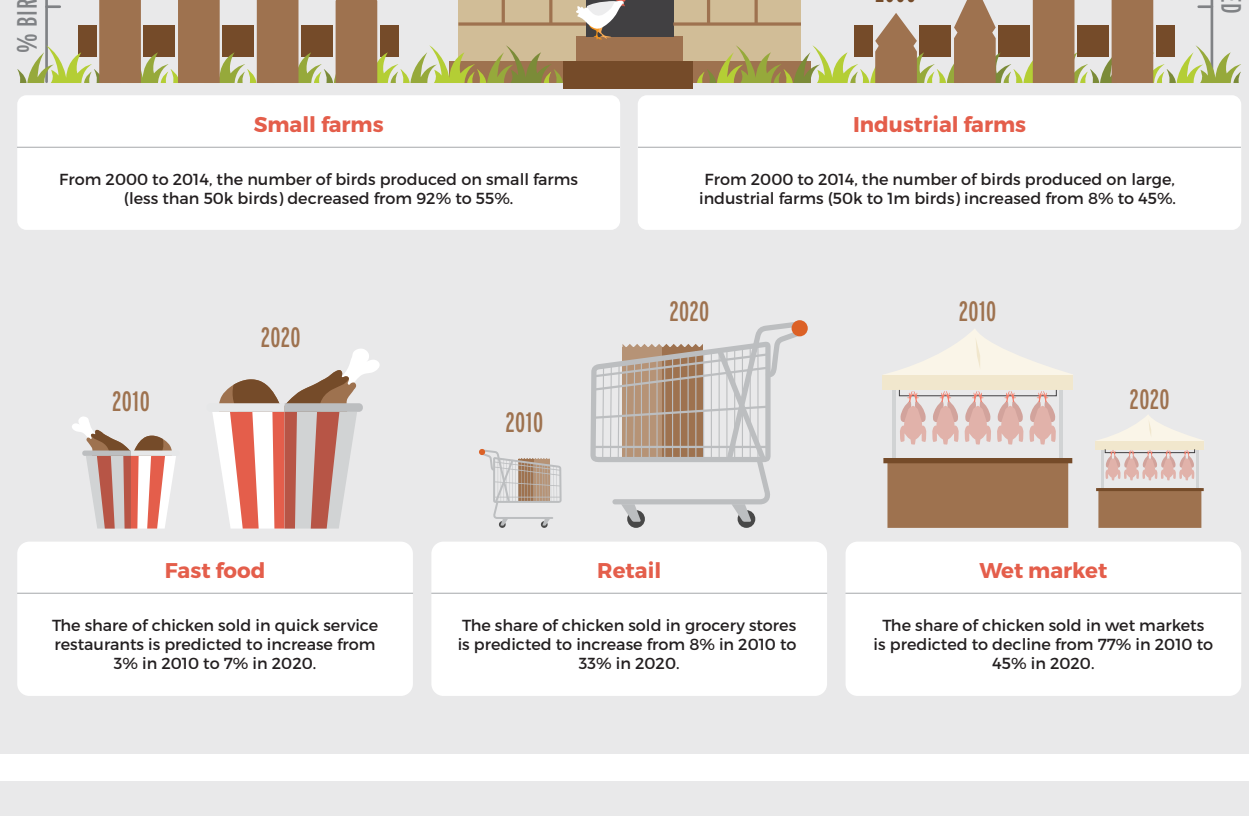 % BIR
Small farms
From 2000 to 2014, the number of birds produced on small farms
(less than 50k birds) decreased from 92% to 55%.
Industrial farms
From 2000 to 2014, the number of birds produced on large,
industrial farms (50k to 1m birds) increased from 8% to 45%.
2010
2020
Fast food
The share of chicken sold in quick service
restaurants is predicted to increase from
3% in 2010 to 7% in 2020.
2010
2020
Retail
The share of chicken sold in grocery stores
is predicted to increase from 8% in 2010 to
33% in 2020.
2010
2020
Wet market
The share of chicken sold in wet markets
is predicted to decline from 77% in 2010 to
45% in 2020.